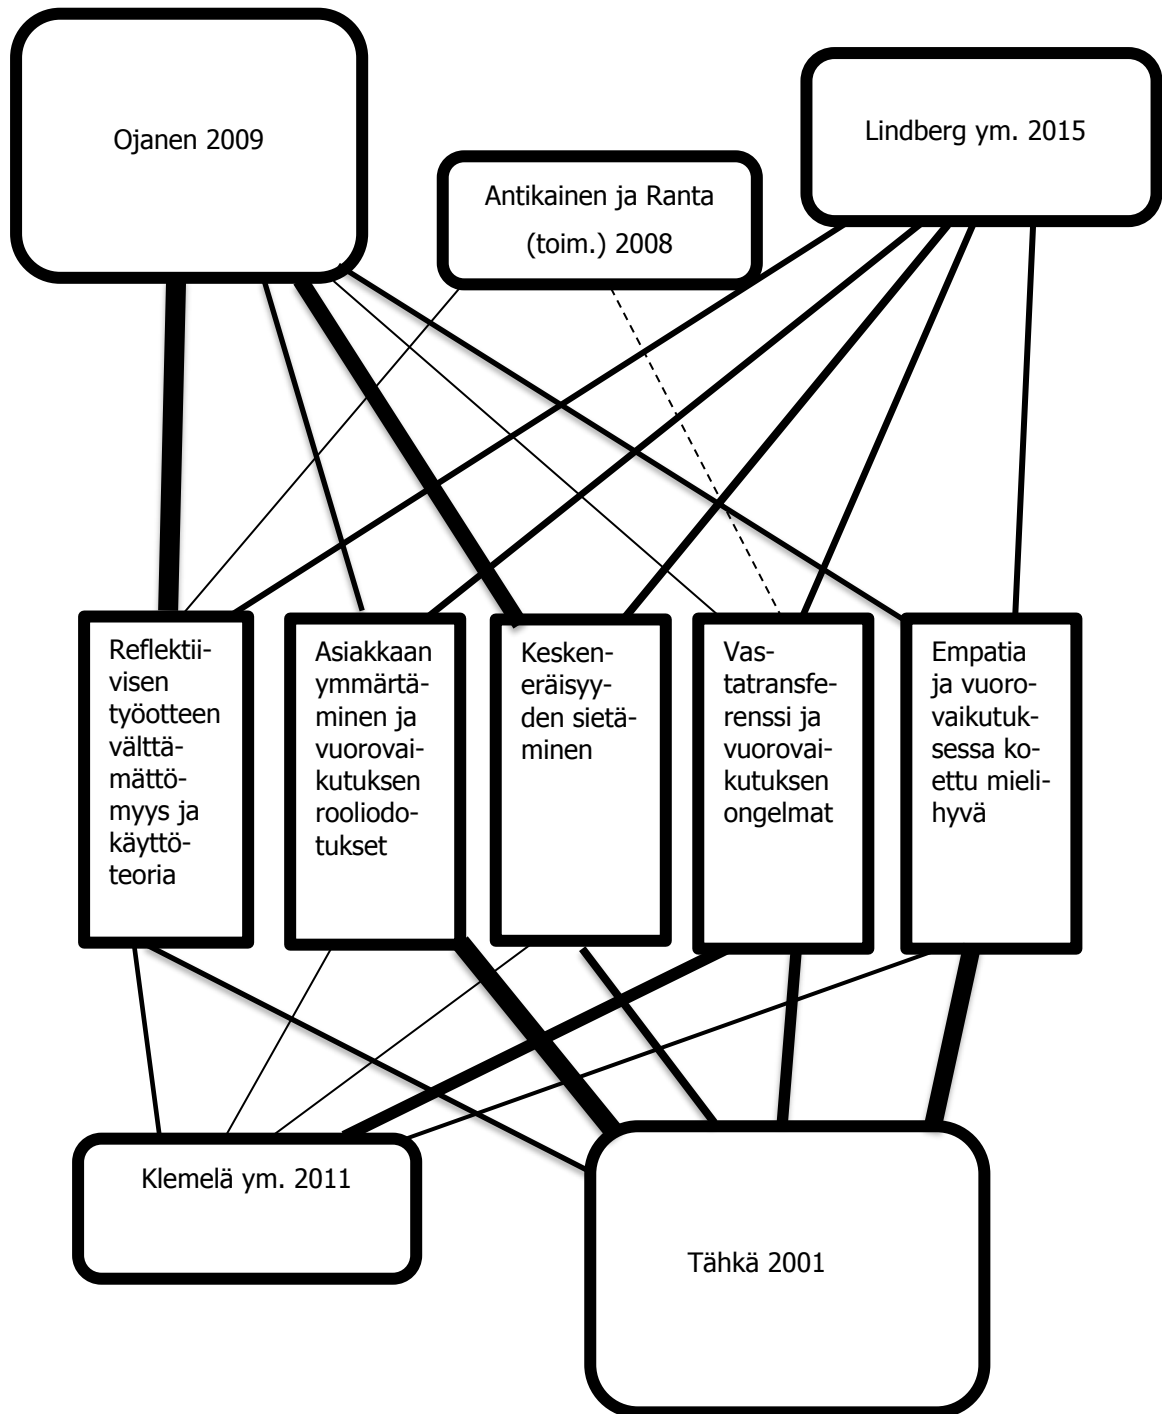 Ojanen 2009
Lindberg ym. 2015
Antikainen ja Ranta
(toim.) 2008
Reflektii-
visen
työotteen
välttä-
mättö-
myys ja
käyttö-
teoria
Asiakkaan
ymmärtä-
minen ja
vuorovai-
kutuksen
rooliodo-
tukset
Kesken-
eräisyy-
den sietä-
minen
Vas-
tatransfe-
renssi ja
vuorovai-
kutuksen
ongelmat
Empatia
ja vuoro-
vaikutuk-
sessa ko-
ettu mieli-
hyvä
Klemelä ym. 2011
Tähkä 2001